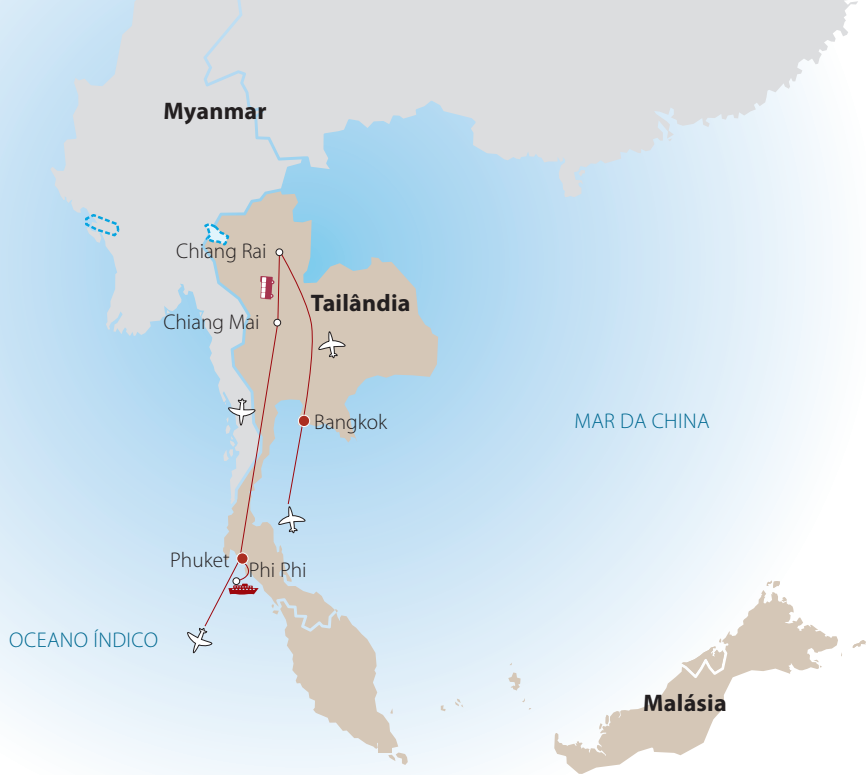 Myanmar
Chiang Rai
Tailândia
Chiang Mai
Bangkok
MAR DA CHINA
Phuket
Phi Phi
OCEANO ÍNDICO
Malásia